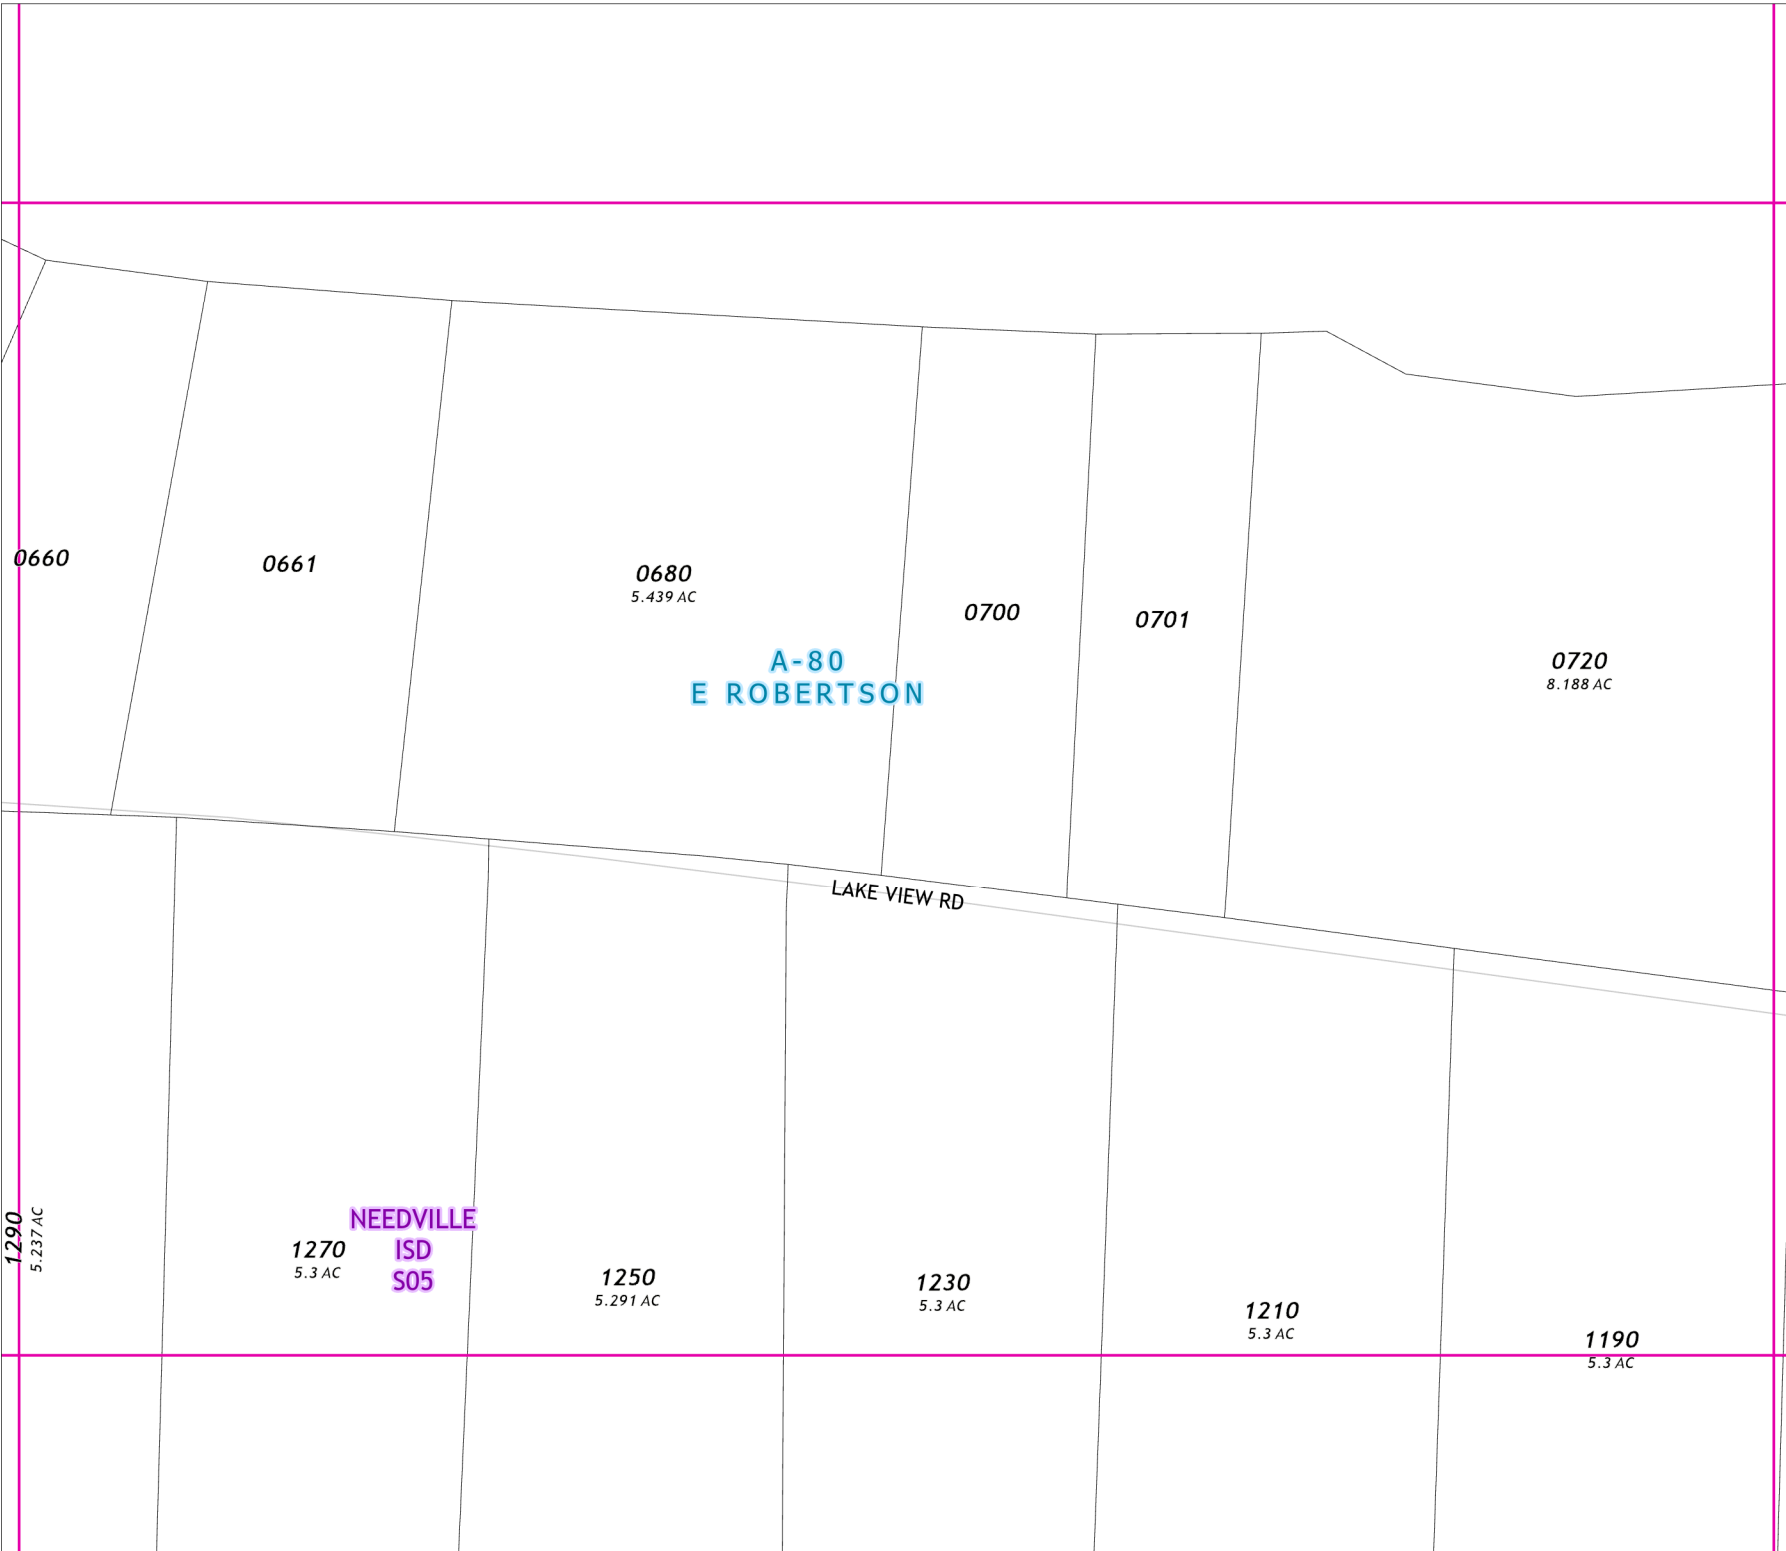 0660
0661
0680
5.439 AC
0700
0701
0720
8.188 AC
A-80
E ROBERTSON
LAKE VIEW RD
1290
5.237 AC
1270
5.3 AC
NEEDVILLE
ISD
S05
1250
5.291 AC
1230
5.3 AC
1210
5.3 AC
1190
5.3 AC